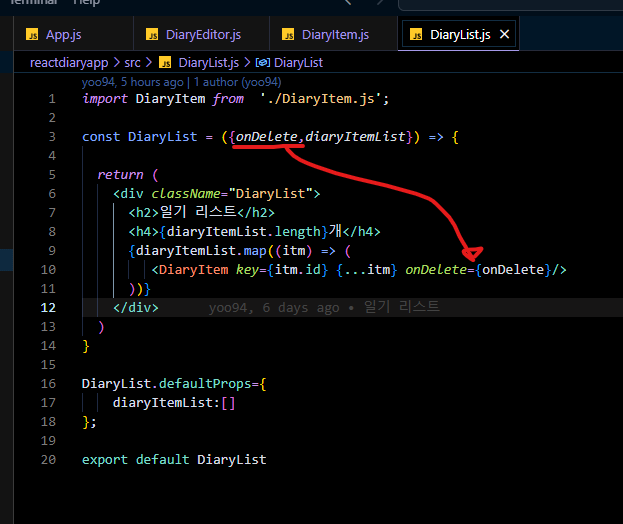 Terminal Help
JS App.js JS DiaryEditor.js JS DiaryItem.js JS DiaryList.js ×
reactdiaryapp > src > JS DiaryList.js > DiaryList
yoo94, 5 hours ago | 1 author (yoo94)
1 import DiaryItem from './DiaryItem.js';
2
3 const DiaryList = ({onDelete,diaryItemList}) => {
4
5 return (
6 <div className="DiaryList">
7 <h2>일기 리스트</h2>
8 <h4>{diaryItemList.length}개</h4>
9 {diaryItemList.map((itm) => (
10 <DiaryItem key={itm.id} {...itm} onDelete={onDelete}/>
11 ))}
12 </div> yoo94, 6 days ago • 일기 리스트
13 )
14 }
15
16 DiaryList.defaultProps={
17 diaryItemList:[]
18 };
19
20 export default DiaryList